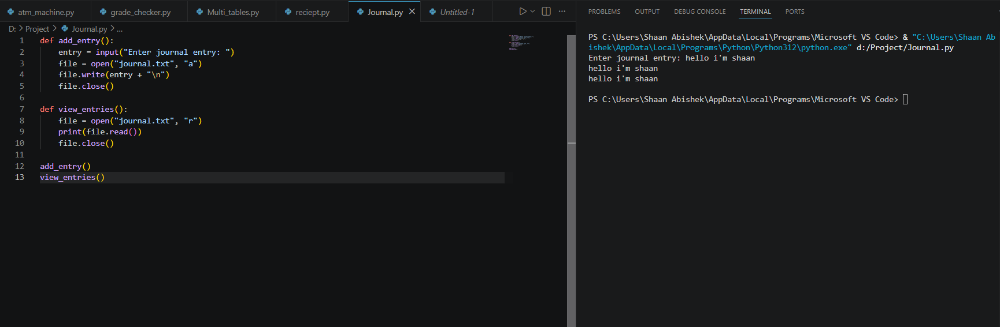 atm_machine.py grade_checker.py Multi_tables.py reciept.py Journal.py Untitled-1
D: > Project > Journal.py > ...
1 def add_entry():
2     entry = input("Enter journal entry: ")
3     file = open("journal.txt", "a")
4     file.write(entry + "\n")
5     file.close()
6
7 def view_entries():
8     file = open("journal.txt", "r")
9     print(file.read())
10     file.close()
11
12 add_entry()
13 view_entries()
PROBLEMS OUTPUT DEBUG CONSOLE TERMINAL PORTS
PS C:\Users\Shaan Abishek\AppData\Local\Programs\Microsoft VS Code> & "C:\Users\Shaan Ab
ishek\AppData\Local\Programs\Python\Python312\python.exe" d:/Project/Journal.py
Enter journal entry: hello i'm shaan
hello i'm shaan
hello i'm shaan
PS C:\Users\Shaan Abishek\AppData\Local\Programs\Microsoft VS Code>